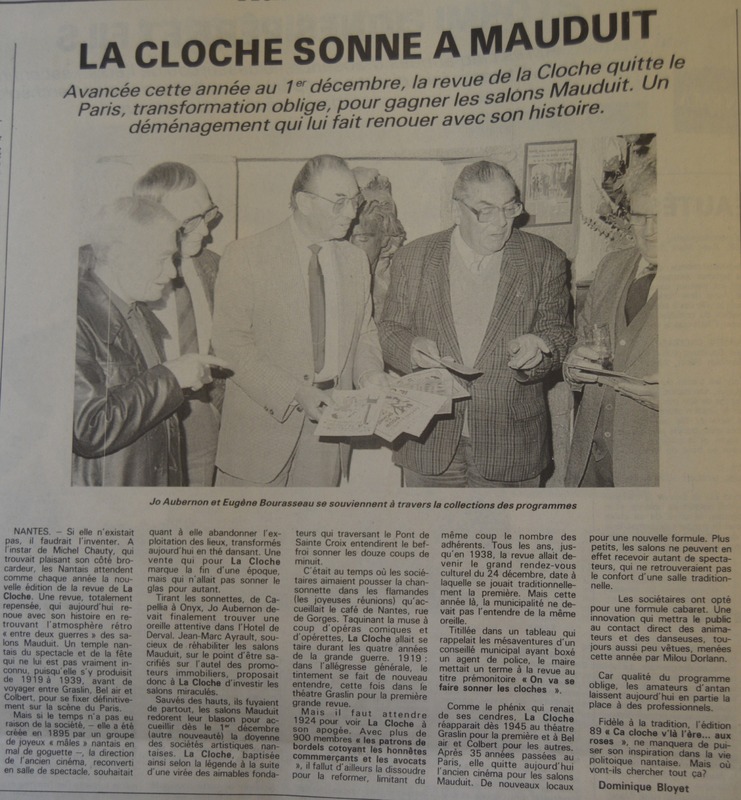 LA CLOCHE SONNE A MAUDUIT
Avancée cette année au 1er décembre, la revue de la Cloche quitte le
Paris, transformation oblige, pour gagner les salons Mauduit. Un
déménagement qui lui fait renouer avec son histoire.
Jo Aubernon et Eugène Bourasseau se souviennent à travers la collections des programmes
NANTES. – Si elle n'existait
pas, il faudrait l'inventer. A
l'instar de Michel Chauty, qui
trouvait plaisant son côté bro-
cardeur, les Nantais attendent
comme chaque année la nou-
velle édition de la revue de La
Cloche. Une revue, totalement
repensée, qui aujourd'hui re-
noue avec son histoire en re-
trouvant l'atmosphère rétro
« entre deux guerres » des sa-
lons Mauduit. Un temple nan-
tais du spectacle et de la fête
qui ne lui est pas vraiment in-
connu, puisqu'elle s'y produisit
de 1919 à 1939, avant de
voyager entre Graslin, Bel air et
Colbert, pour se fixer définitive-
ment sur la scène du Paris.
Mais si le temps n'a pas eu
raison de la société, – elle a été
créée en 1895 par un groupe
de joyeux « mâles » nantais en
mal de goguette –, la direction
de l'ancien cinéma, reconverti
en salle de spectacle, souhaitait
quant à elle abandonner l'ex-
ploitation des lieux, transformés
aujourd'hui en thé dansant. Une
vente qui pour La Cloche
marque la fin d'une époque,
mais qui n'allait pas sonner le
glas pour autant.
Tirant les sonnettes, de Ca-
pellia à Onyx, Jo Aubernon de-
vait finalement trouver une
oreille attentive dans l'Hotel de
Derval. Jean-Marc Ayrault, sou-
cieux de réhabiliter les salons
Mauduit, sur le point d'être sa-
crifiés sur l'autel des promo-
teurs immobiliers, proposait
donc à La Cloche d'investir les
salons miraculés.
Sauvés des hauts, ils fuyaient
de partout, les salons Mauduit
redorent leur blason pour ac-
cueillir dès le 1er décembre
(autre nouveauté) la doyenne
des sociétés artistiques nan-
taises. La Cloche, baptisée
ainsi selon la légende à la suite
d'une virée des aimables fonda-
teurs qui traversant le Pont de
Sainte Croix entendirent le bef-
froi sonner les douze coups de
minuit.
C'était au temps où les socié-
taires aimaient pousser la chan-
sonnette dans les flamandes
(les joyeuses réunions) qu'ac-
cueillait le café de Nantes, rue
de Gorges. Taquinant la muse à
coup d'opéras comiques et
d'opérettes, La Cloche allait se
taire durant les quatre années
de la grande guerre. 1919 :
dans l'allégresse générale, le
tintement se fait de nouveau
entendre, cette fois dans le
théâtre Graslin pour la première
grande revue.
Mais il faut attendre
1924 pour voir La Cloche à
son apogée. Avec plus de
900 membres « les patrons de
bordels cotoyant les honnêtes
commmerçants et les avocats
», il fallut d'ailleurs la dissoudre
pour la reformer, limitant du
même coup le nombre des
adhérents. Tous les ans, jus-
qu'en 1938, la revue allait de-
venir le grand rendez-vous
culturel du 24 décembre, date à
laquelle se jouait traditionnelle-
ment la première. Mais cette
année là, la municipalité ne de-
vait pas l'entendre de la même
oreille.
Titillée dans un tableau qui
rappelait les mésaventures d'un
conseiller municipal ayant boxé
un agent de police, le maire
mettait un terme à la revue au
titre prémonitoire « On va se
faire sonner les cloches ».
Comme le phénix qui renait
de ses cendres, La Cloche
réapparait dès 1945 au théâtre
Graslin pour la première et à Bel
air et Colbert pour les autres.
Après 35 années passées au
Paris, elle quitte aujourd'hui
l'ancien cinéma pour les salons
Mauduit. De nouveaux locaux
pour une nouvelle formule. Plus
petits, les salons ne peuvent en
effet recevoir autant de specta-
teurs, qui ne retrouveraient pas
le confort d'une salle tradition-
nelle.
Les sociétaires ont opté
pour une formule cabaret. Une
innovation qui mettra le public
au contact direct des anima-
teurs et des danseuses, tou-
jours aussi peu vêtues, menées
cette année par Milou Dorlann.
Car qualité du programme
oblige, les amateurs d'antan
laissent aujourd'hui en partie la
place à des professionnels.
Fidèle à la tradition, l'édition
89 « Ca cloche v'là l'ère... aux
roses », ne manquera de pui-
ser son inspiration dans la vie
politoique nantaise. Mais où
vont-ils chercher tout ça?
Dominique Bloyet